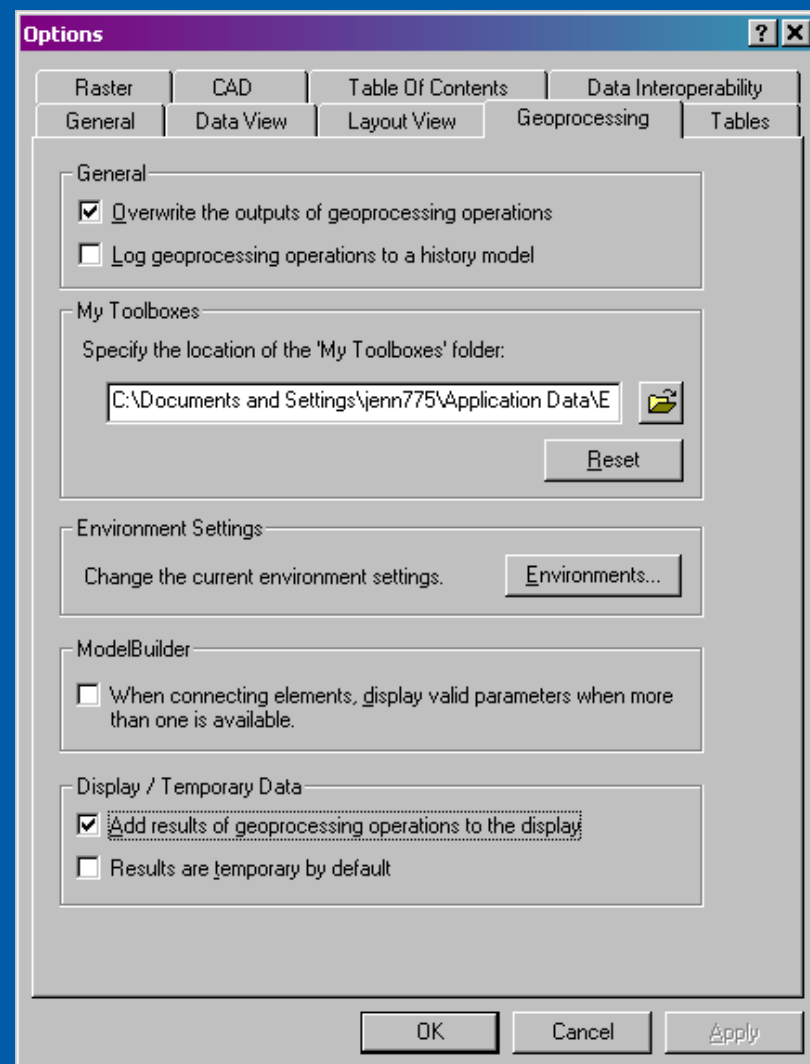 Options
Raster CAD Table Of Contents Data Interoperability
General Data View Layout View Geoprocessing Tables
General
Overwrite the outputs of geoprocessing operations
Log geoprocessing operations to a history model
My Toolboxes
Specify the location of the 'My Toolboxes' folder:
C:\Documents and Settings\jenn775\Application Data\E
Reset
Environment Settings
Change the current environment settings. Environments...
ModelBuilder
When connecting elements, display valid parameters when more
than one is available.
Display / Temporary Data
Add results of geoprocessing operations to the display
Results are temporary by default
OK Cancel Apply